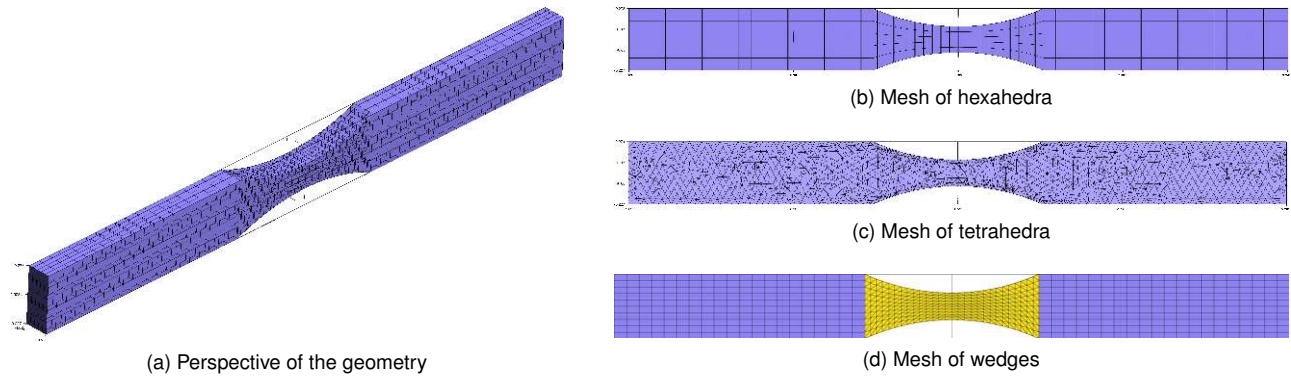 (a) Perspective of the geometry
(b) Mesh of hexahedra
(c) Mesh of tetrahedra
(d) Mesh of wedges